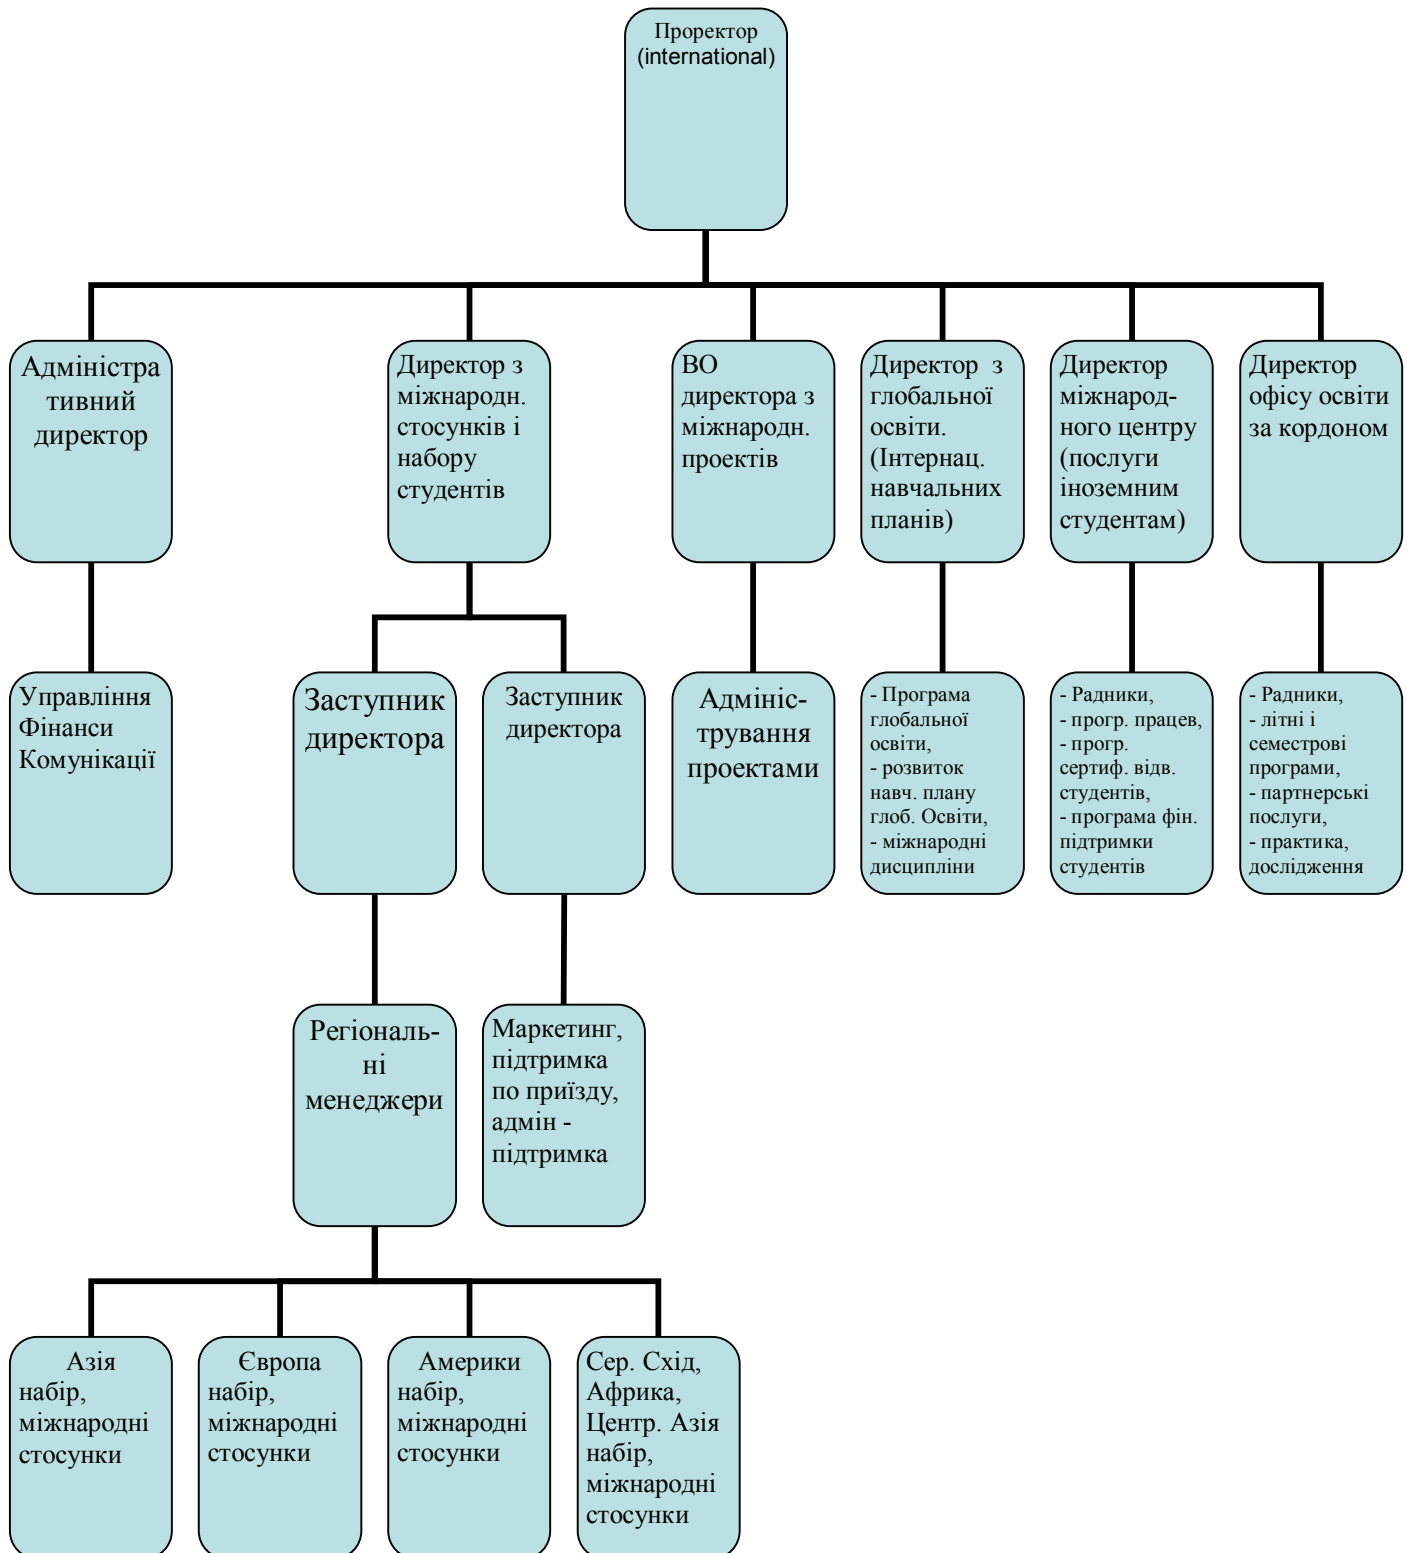 Проректор
(international)
Адміністра
тивний
директор
Директор з
міжнародн.
стосунків і
набору
студентів
ВО
директора з
міжнародн.
проектів
Директор з
глобальної
освіти.
(Інтернац.
навчальних
планів)
Директор
міжнарод-
ного центру
(послуги
іноземним
студентам)
Директор
офісу освіти
за кордоном
Управління
Фінанси
Комунікації
Заступник
директора
Заступник
директора
Адмініс-
трування
проектами
- Програма
глобальної
освіти,
- розвиток
навч. плану
глоб. Освіти,
- міжнародні
дисципліни
- Радники,
- прогр. працев,
- прогр.
сертиф. відв.
студентів,
- програма фін.
підтримки
студентів
- Радники,
- літні і
семестрові
програми,
- партнерські
послуги,
- практика,
дослідження
Регіональ-
ні
менеджери
Маркетинг,
підтримка
по приїзду,
адмін -
підтримка
Азія
набір,
міжнародні
стосунки
Європа
набір,
міжнародні
стосунки
Америки
набір,
міжнародні
стосунки
Сер. Схід,
Африка,
Центр. Азія
набір,
міжнародні
стосунки